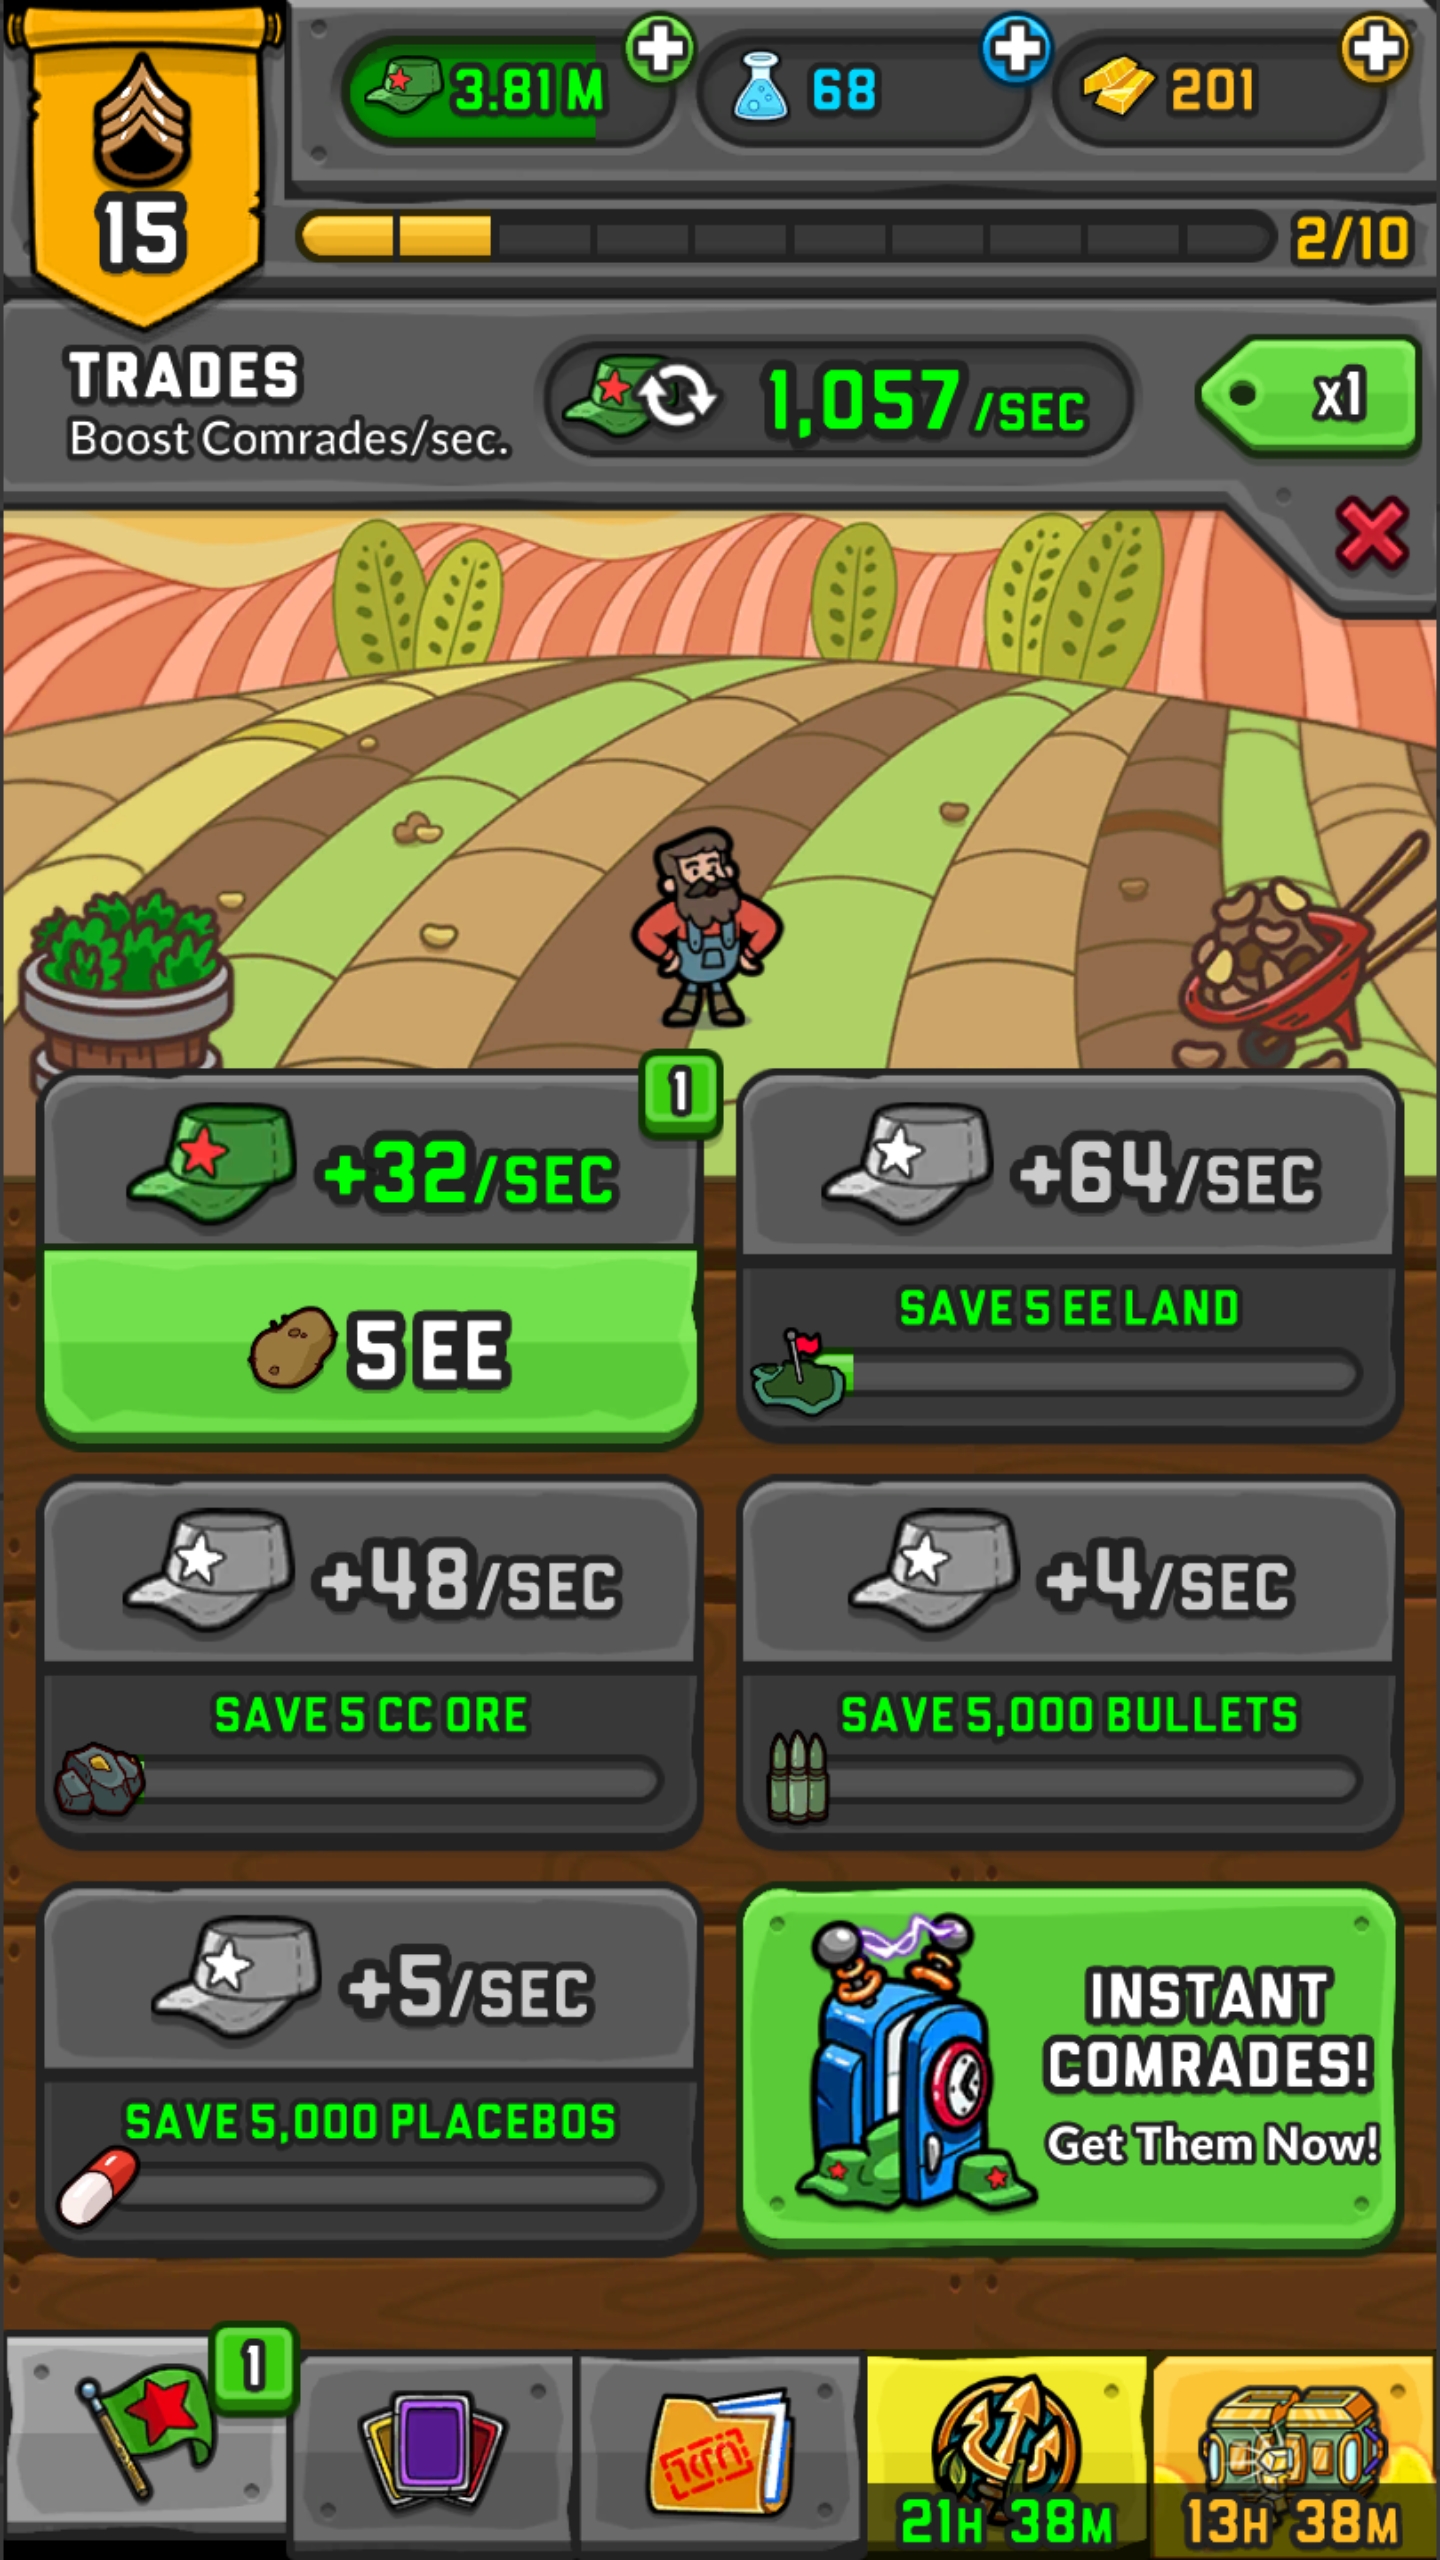 3.81 M
68
201
15
2/10
TRADES
Boost Comrades/sec.
1,057/SEC
x1
1
+32/SEC
5 EE
+64/SEC
SAVE 5 EE LAND
+48/SEC
SAVE 5 CC ORE
+4/SEC
SAVE 5,000 BULLETS
+5/SEC
SAVE 5,000 PLACEBOS
INSTANT
COMRADES!
Get Them Now!
1
21H 38M
13H 38M